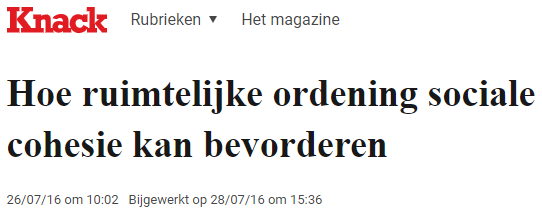 Knack Rubrieken ▼ Het magazine
Hoe ruimtelijke ordening sociale
cohesie kan bevorderen
26/07/16 om 10:02 Bijgewerkt op 28/07/16 om 15:36